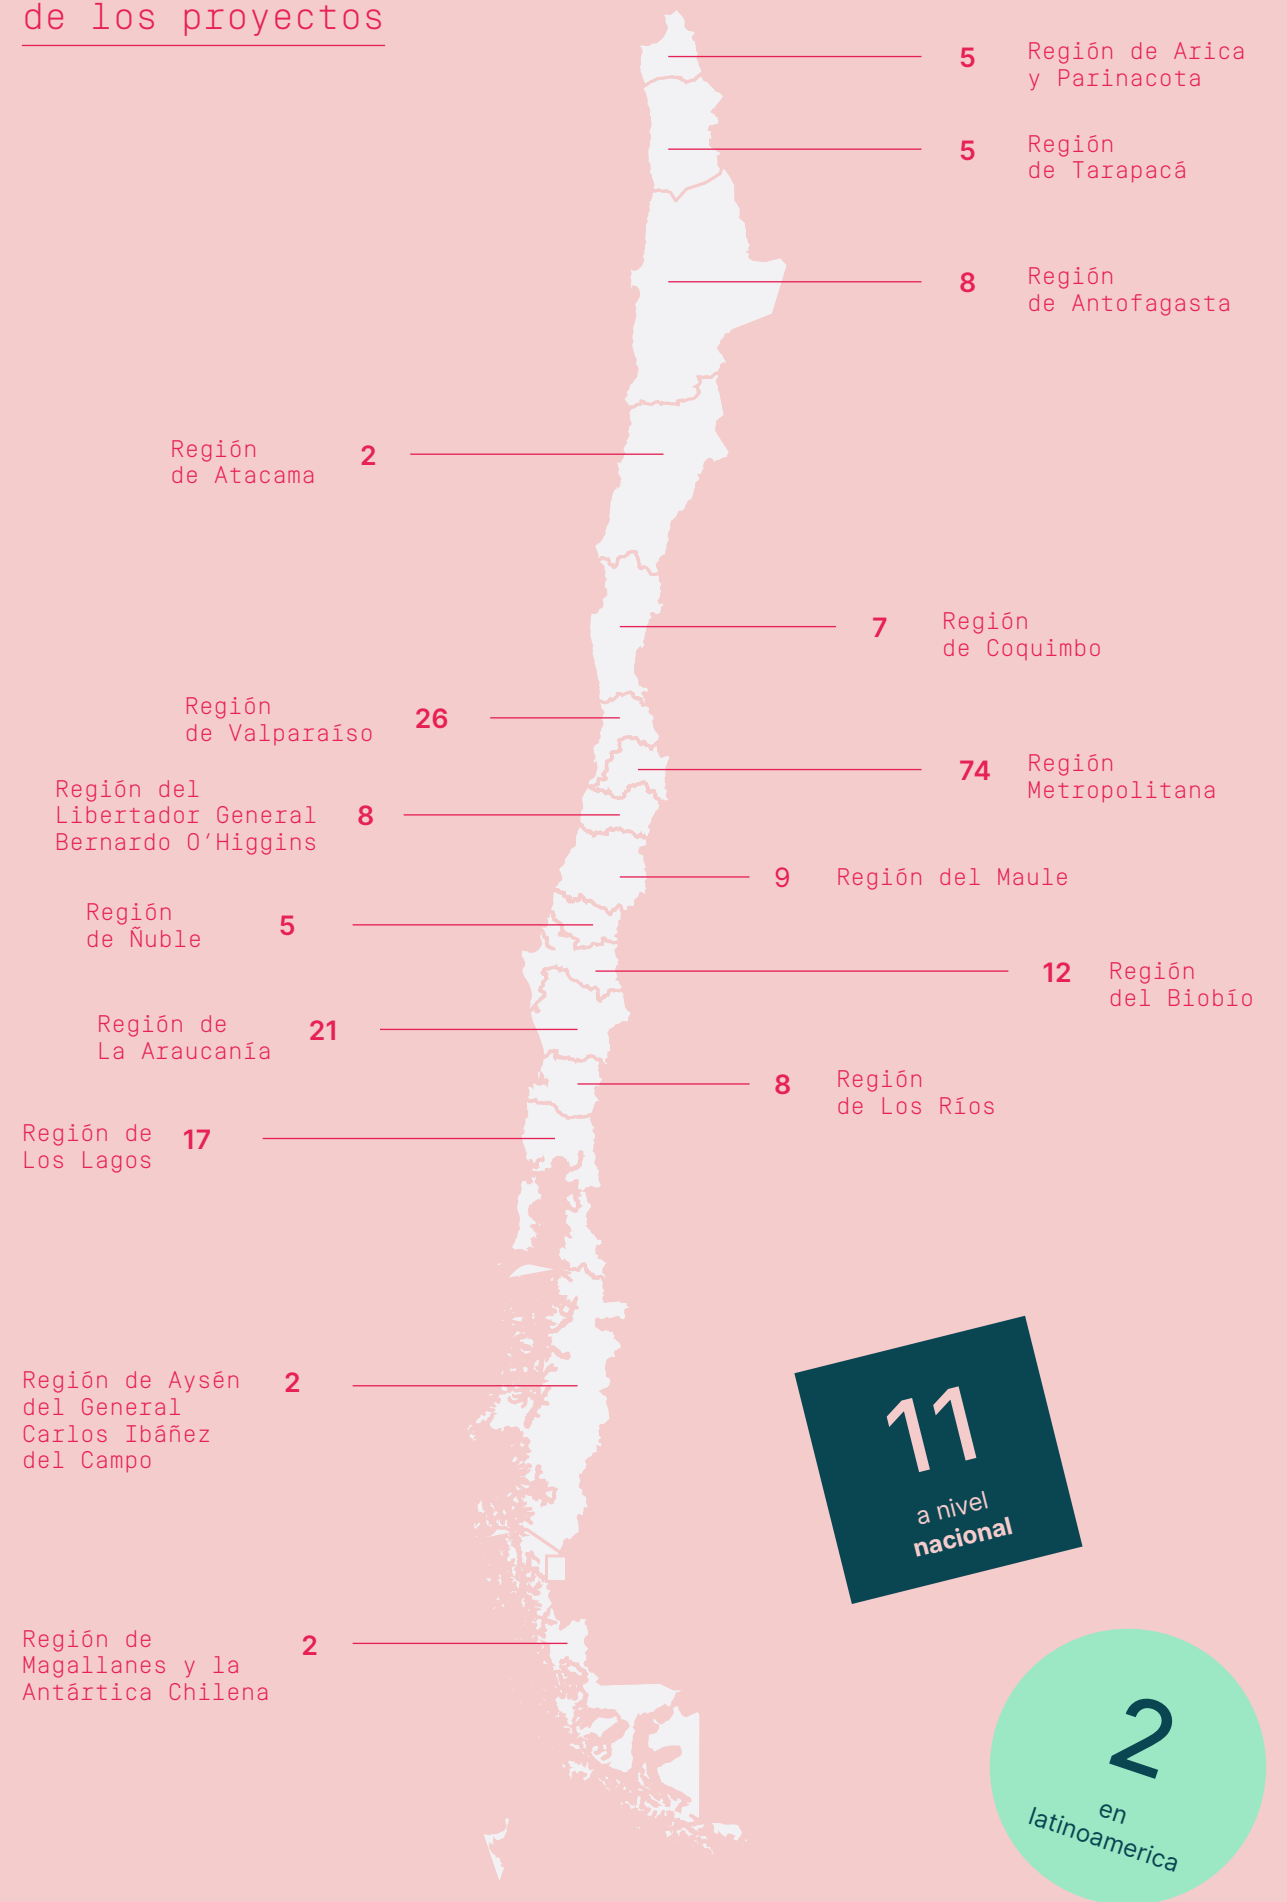 de los proyectos
5
Región de Arica
y Parinacota
5
Región
de Tarapacá
8
Región
de Antofagasta
Región
de Atacama
2
7
Región
de Coquimbo
Región
de Valparaíso
26
74
Región
Metropolitana
Región del
Libertador General
Bernardo O’Higgins
8
9
Región del Maule
Región
de Ñuble
5
12
Región
del Biobío
Región de
La Araucanía
21
8
Región
de Los Ríos
Región de
Los Lagos
17
Región de Aysén
del General
Carlos Ibáñez
del Campo
2
11
a nivel
nacional
Región de
Magallanes y la
Antártica Chilena
2
2
en
latinoamerica